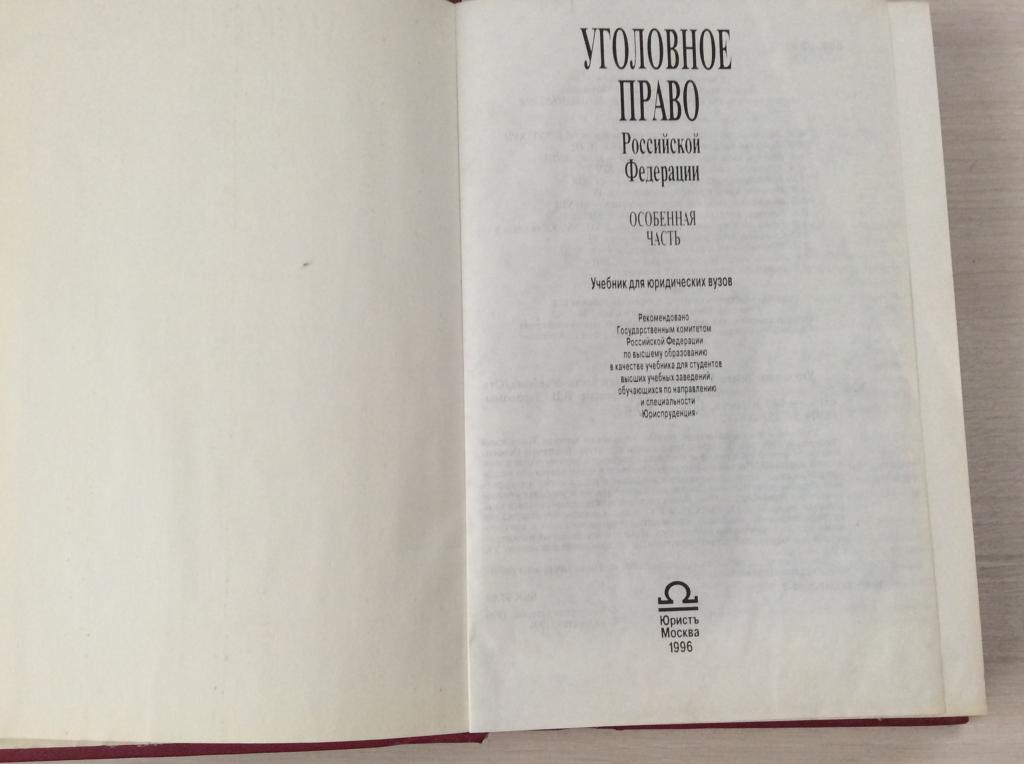 УГОЛОВНОЕ
ПРАВО
Российской
Федерации
ОСОБЕННАЯ
ЧАСТЬ
Учебник для юридических вузов
Рекомендовано
Государственным комитетом
Российской Федерации
по высшему образованию
в качестве учебника для студентов
высших учебных заведений,
обучающихся по направлению
и специальности
«Юриспруденция»
Юристъ
Москва
1996